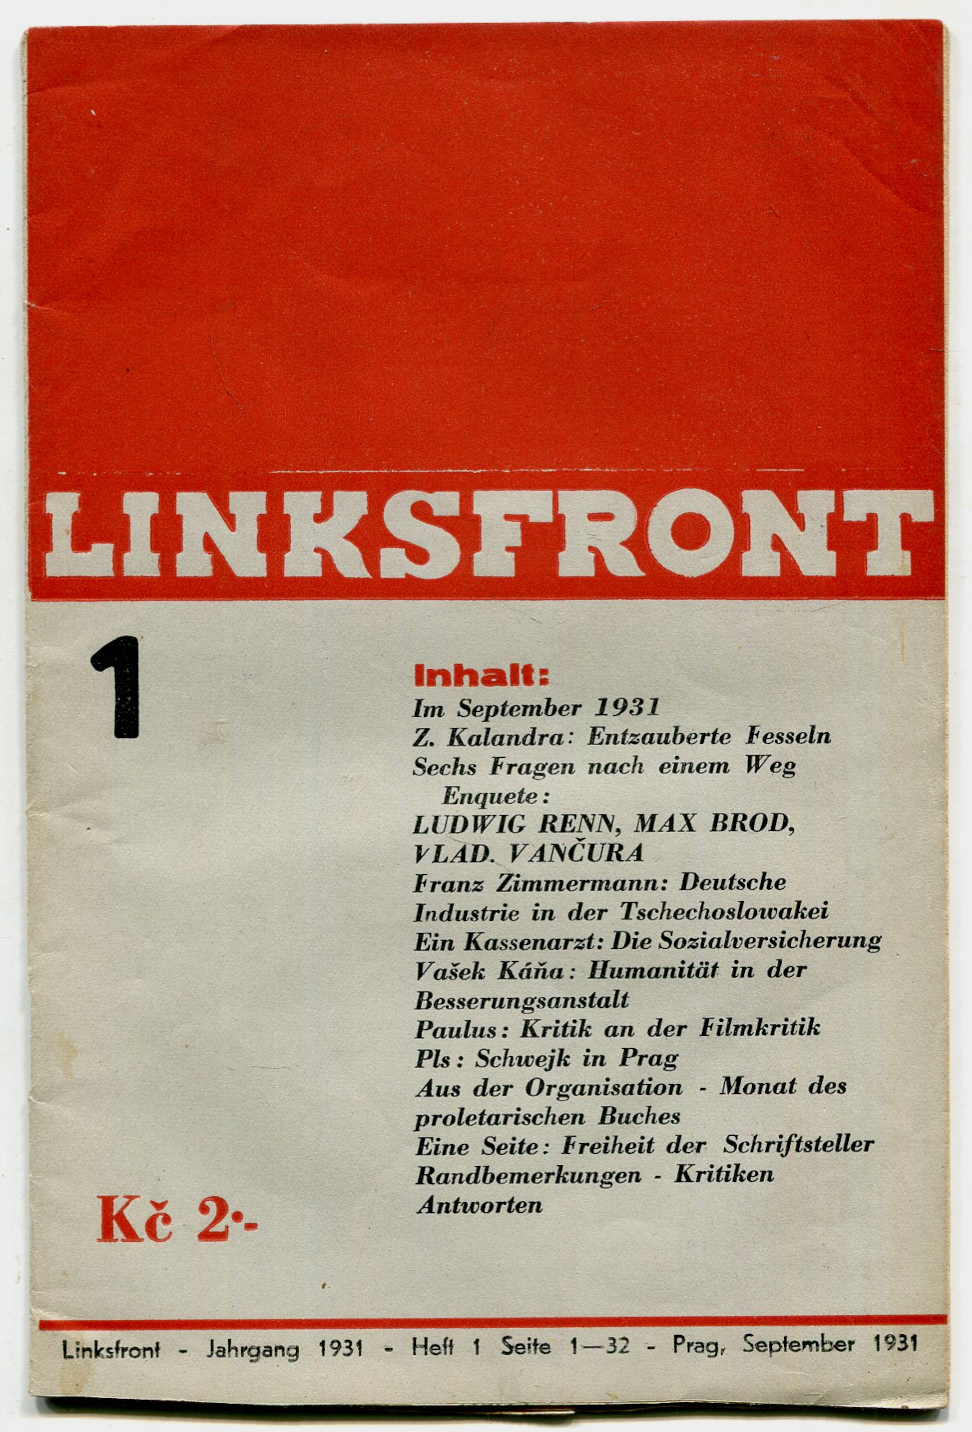 LINKSFRONT
1
Inhalt:
Im September 1931
Z. Kalandra: Entzauberte Fesseln
Sechs Fragen nach einem Weg
Enquete:
LUDWIG RENN, MAX BROD,
VLAD. VANČURA
Franz Zimmermann: Deutsche
Industrie in der Tschechoslowakei
Ein Kassenarzt: Die Sozialversicherung
Vašek Káňa: Humanität in der
Besserungsanstalt
Paulus: Kritik an der Filmkritik
Pls: Schwejk in Prag
Aus der Organisation - Monat des
proletarischen Buches
Eine Seite: Freiheit der Schriftsteller
Randbemerkungen - Kritiken
Antworten
Kč 2·-
Linksfront - Jahrgang 1931 - Heft 1 Seite 1—32 - Prag, September 1931